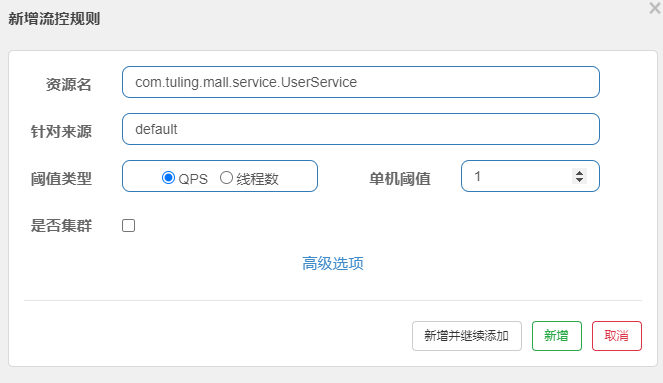 新增流控规则
资源名 com.tuling.mall.service.UserService
针对来源 default
阈值类型 QPS 线程数 单机阈值 1
是否集群
高级选项
新增并继续添加 新增 取消